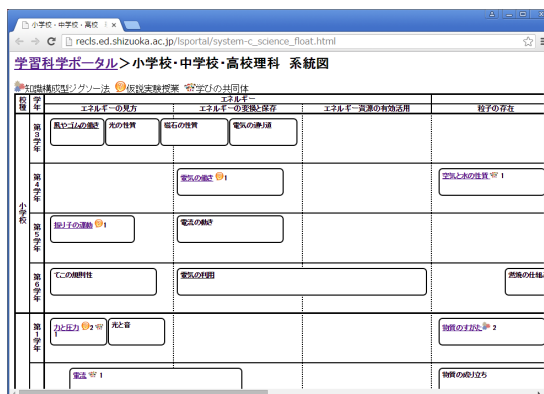 小学校・中学校・高校 理
recls.ed.shizuoka.ac.jp/lsportal/system-c_science_float.html
学習科学ポータル>小学校・中学校・高校理科 系統図
知識構成型ジグソー法 仮説実験授業 学びの共同体
校種 学年 エネルギー
エネルギーの見方 エネルギーの変換と保存 エネルギー資源の有効活用 粒子の存在
小学校
第3学年 風やゴムの働き 光の性質 磁石の性質 電気の通り道
第4学年 電気の働き 1 空気と水の性質 1
第5学年 振り子の運動 1 電流の働き
第6学年 てこの規則性 電気の利用 燃焼の仕組
第1学年 力と圧力 2 1 光と音 物質のすがた 2
電流 1 物質の成り立ち